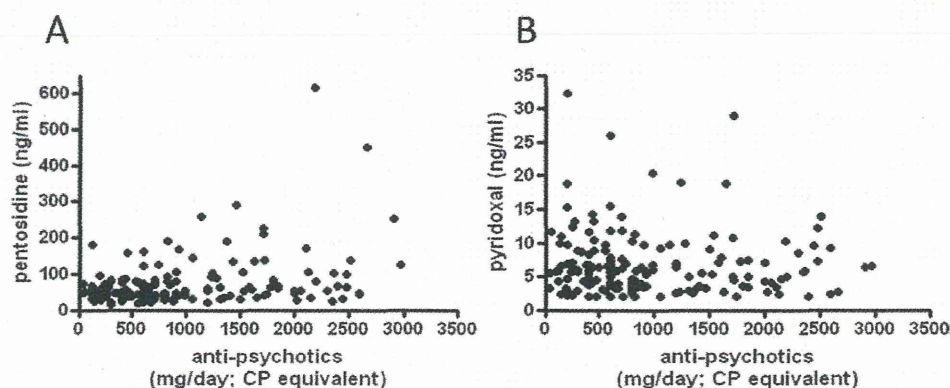 A
B
pentosidine (ng/ml)
600
500
400
300
200
100
0
0 500 1000 1500 2000 2500 3000 3500
anti-psychotics
(mg/day; CP equivalent)
pyridoxal (ng/ml)
35
30
25
20
15
10
5
0
0 500 1000 1500 2000 2500 3000 3500
anti-psychotics
(mg/day; CP equivalent)